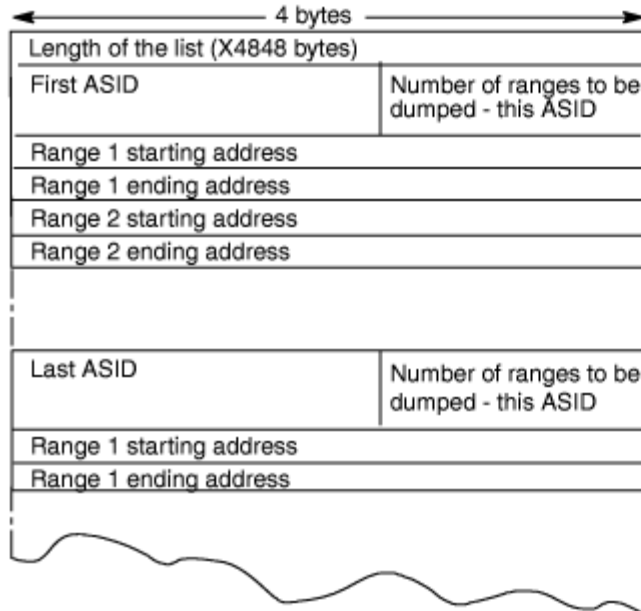 4 bytes
Length of the list (X4848 bytes)
First ASID
Number of ranges to be
dumped - this ASID
Range 1 starting address
Range 1 ending address
Range 2 starting address
Range 2 ending address
Last ASID
Number of ranges to be
dumped - this ASID
Range 1 starting address
Range 1 ending address